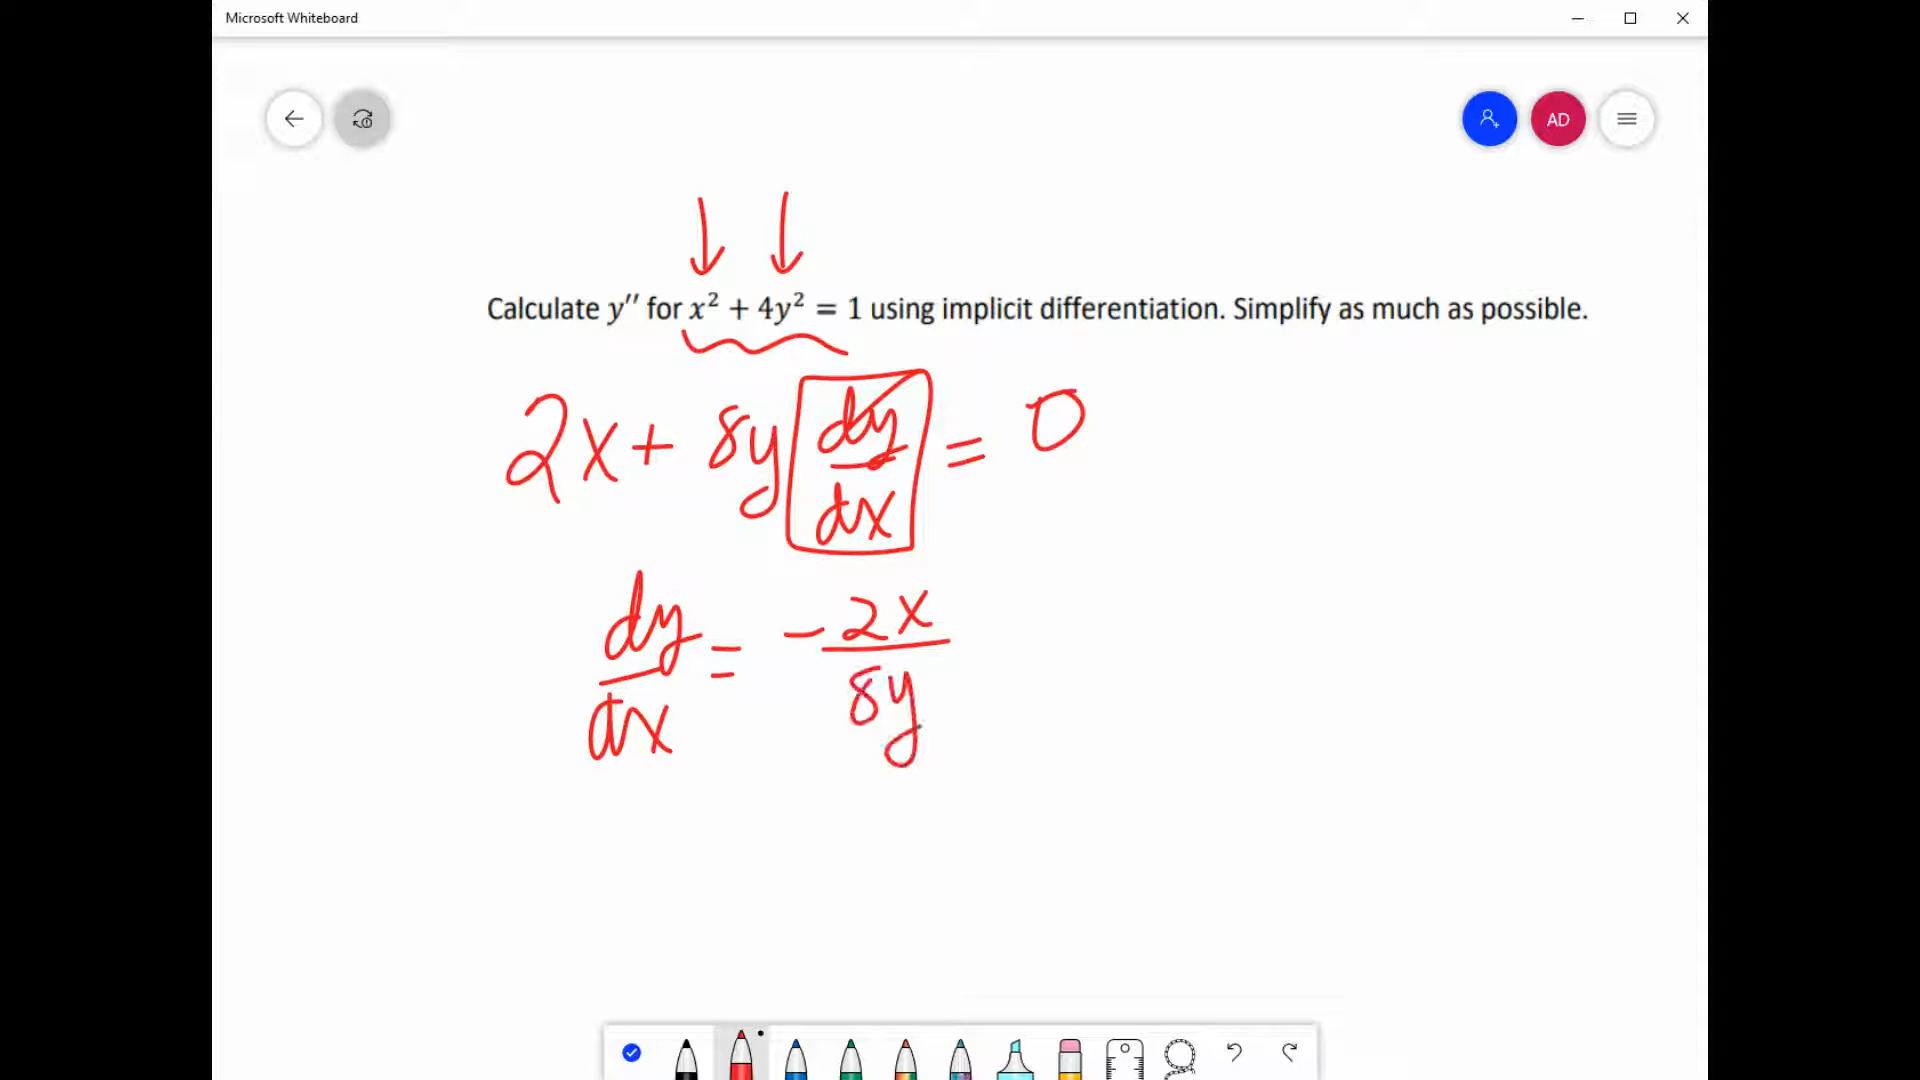 Microsoft Whiteboard
AD
Calculate y″ for x² + 4y² = 1 using implicit differentiation. Simplify as much as possible.
2x + 8y dy/dx = 0
dy/dx = -2x/8y